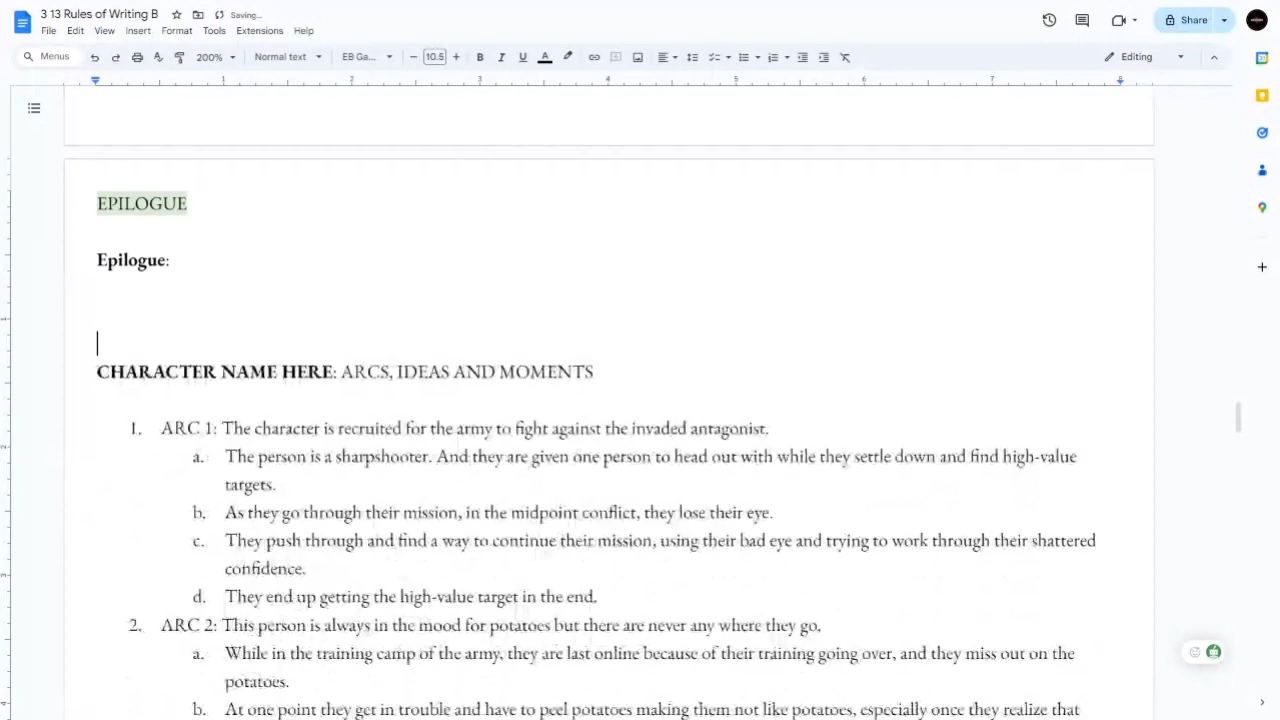 3 13 Rules of Writing B
Saving...
File Edit View Insert Format Tools Extensions Help
Share
Menus
200%
Normal text
EB Ga...
10.5
Editing
1 2 3 4 5 6 7 8
EPILOGUE
Epilogue:
CHARACTER NAME HERE: ARCS, IDEAS AND MOMENTS
1. ARC 1: The character is recruited for the army to fight against the invaded antagonist.
a. The person is a sharpshooter. And they are given one person to head out with while they settle down and find high-value
targets.
b. As they go through their mission, in the midpoint conflict, they lose their eye.
c. They push through and find a way to continue their mission, using their bad eye and trying to work through their shattered
confidence.
d. They end up getting the high-value target in the end.
2. ARC 2: This person is always in the mood for potatoes but there are never any where they go.
a. While in the training camp of the army, they are last online because of their training going over, and they miss out on the
potatoes.
b. At one point they get in trouble and have to peel potatoes making them not like potatoes, especially once they realize that